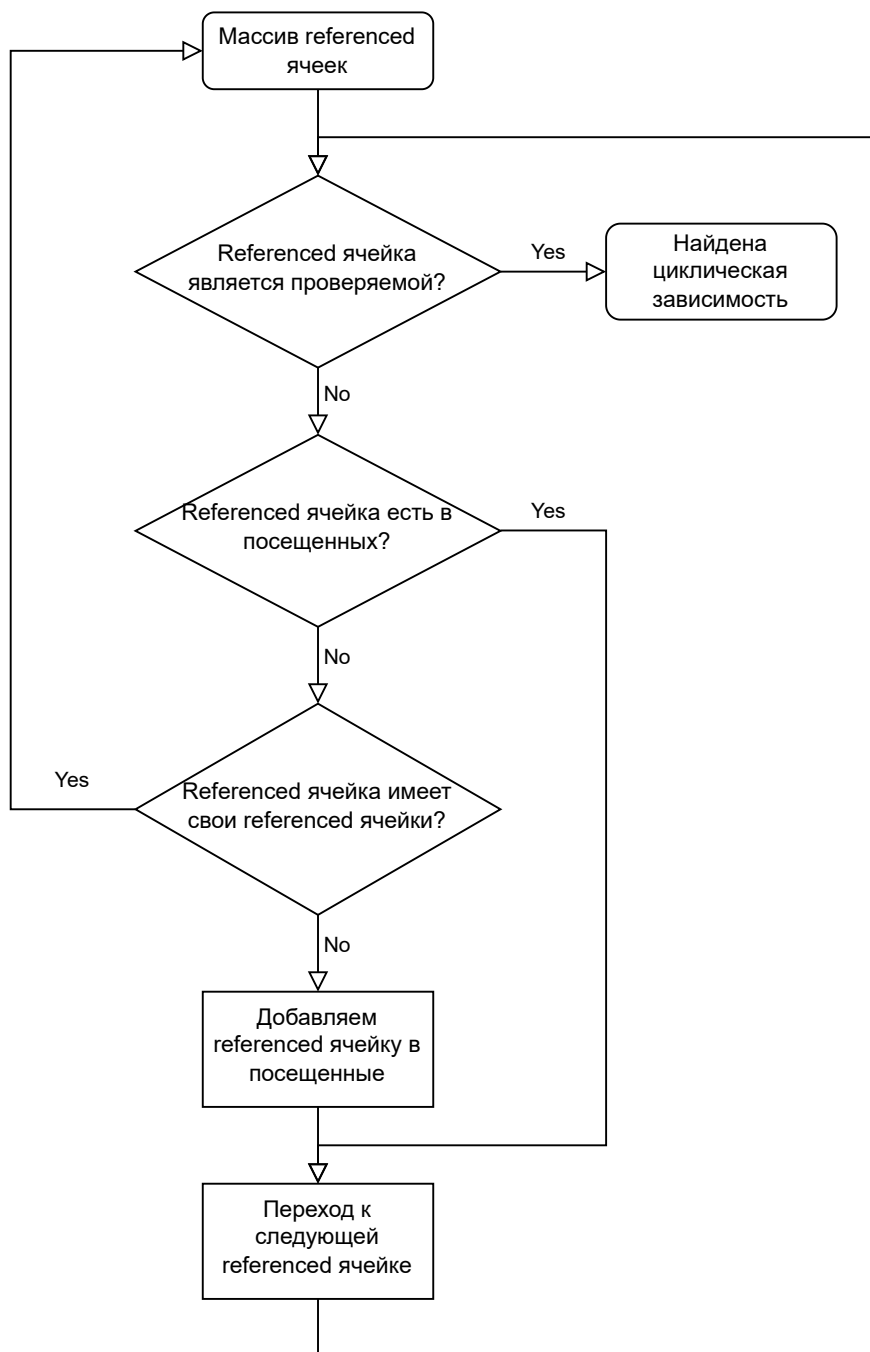 Массив referenced
ячеек
Referenced ячейка
является проверяемой?
Yes
Найдена
циклическая
зависимость
No
Referenced ячейка есть в
посещенных?
Yes
No
Yes
Referenced ячейка имеет
свои referenced ячейки?
No
Добавляем
referenced ячейку в
посещенные
Переход к
следующей
referenced ячейке